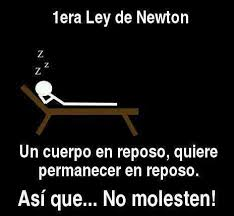 1era Ley de Newton
z
z
z
Un cuerpo en reposo, quiere
permanecer en reposo.
Así que... No molesten!